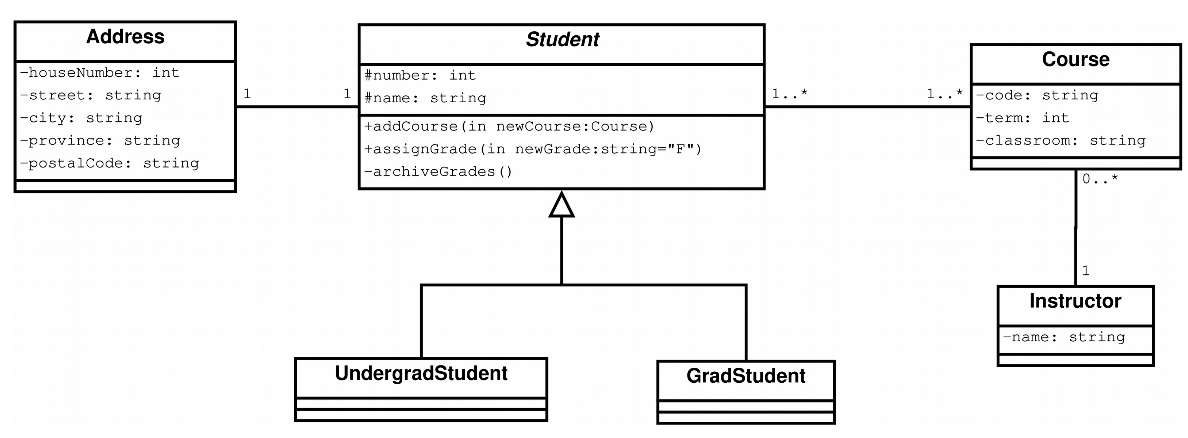 Address
-houseNumber: int
-street: string
-city: string
-province: string
-postalCode: string
1
1
Student
#number: int
#name: string
+addCourse(in newCourse:Course)
+assignGrade(in newGrade:string="F")
-archiveGrades()
1..*
1..*
Course
-code: string
-term: int
-classroom: string
0..*
1
Instructor
-name: string
UndergradStudent
GradStudent